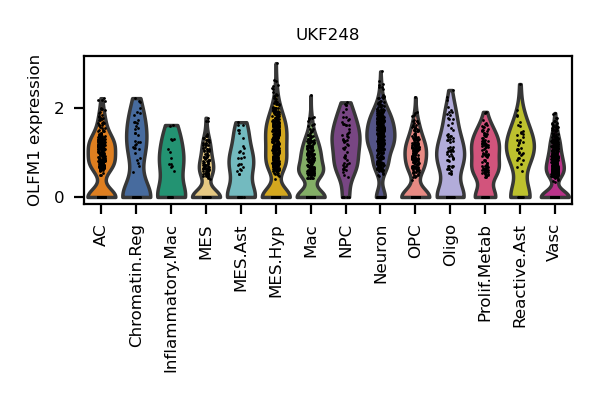 UKF248
OLFM1 expression
2
0
AC
Chromatin.Reg
Inflammatory.Mac
MES
MES.Ast
MES.Hyp
Mac
NPC
Neuron
OPC
Oligo
Prolif.Metab
Reactive.Ast
Vasc